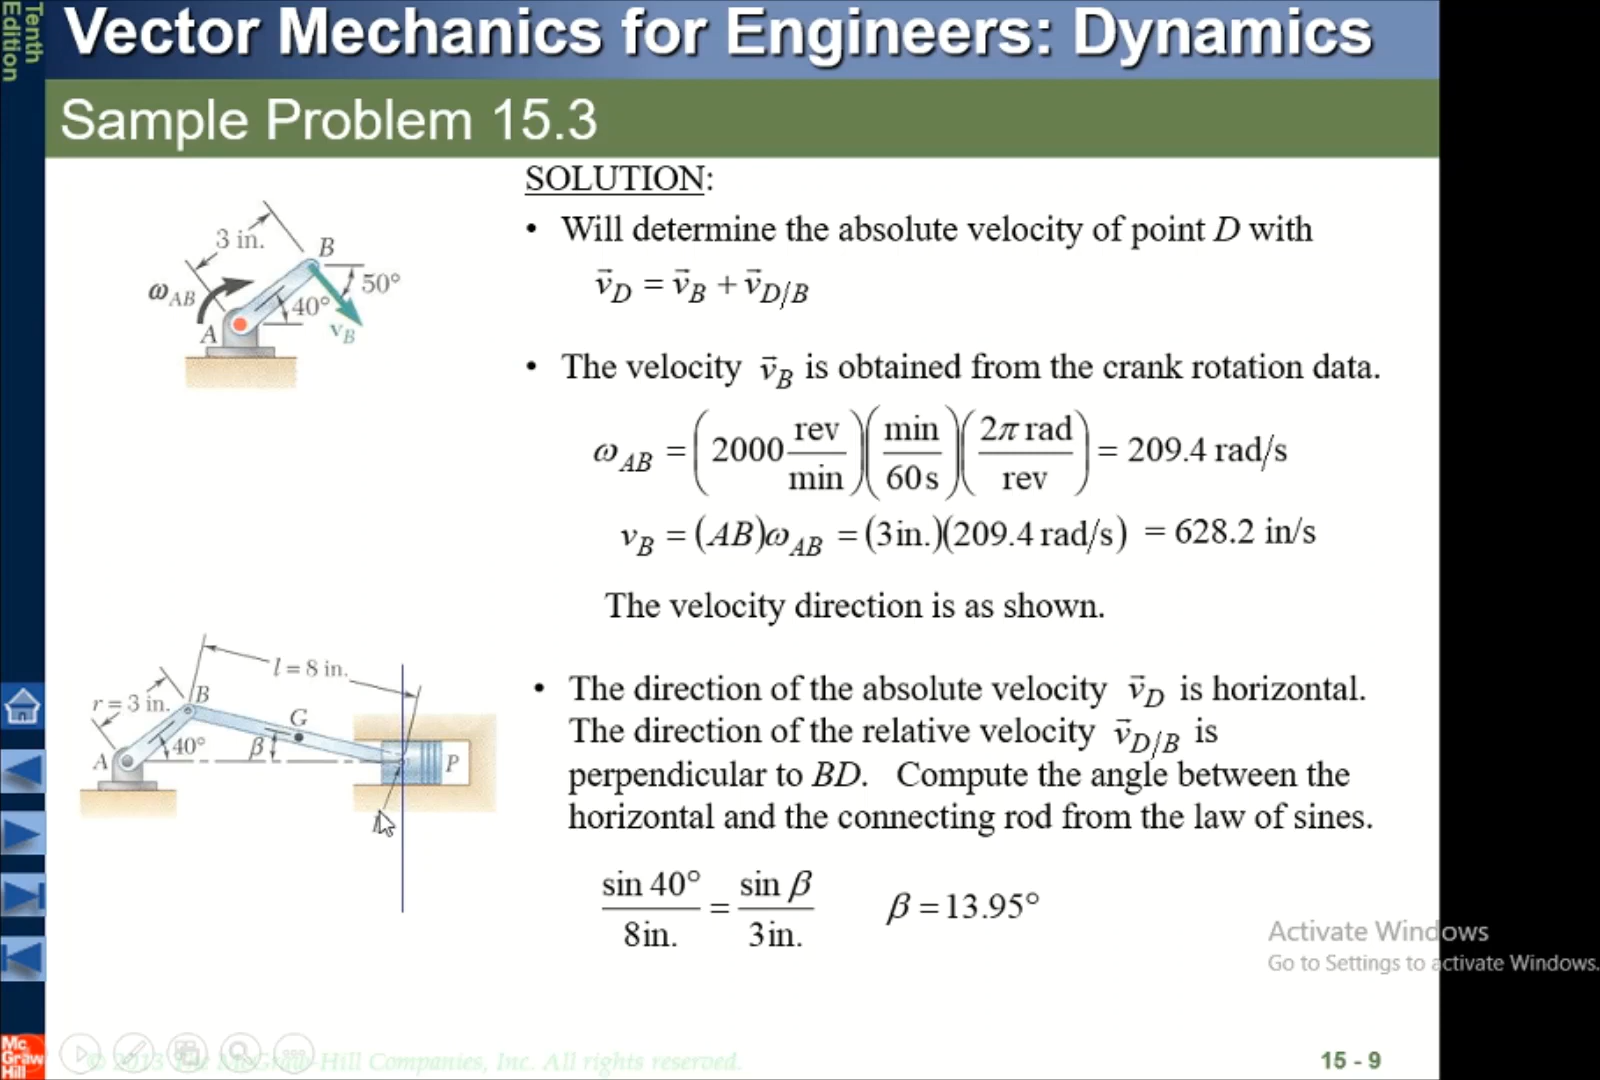 Tenth
Edition
Vector Mechanics for Engineers: Dynamics
Sample Problem 15.3
SOLUTION:
• Will determine the absolute velocity of point D with
v⃗_D = v⃗_B + v⃗_D/B
3 in.
B
50°
ω_AB
40°
A
v_B
• The velocity v⃗_B is obtained from the crank rotation data.
ω_AB = (2000 rev/min)(min/60 s)(2π rad/rev) = 209.4 rad/s
v_B = (AB)ω_AB = (3in.)(209.4 rad/s) = 628.2 in/s
The velocity direction is as shown.
l = 8 in.
r = 3 in.
B
G
A
40°
β
P
• The direction of the absolute velocity v⃗_D is horizontal.
The direction of the relative velocity v⃗_D/B is
perpendicular to BD. Compute the angle between the
horizontal and the connecting rod from the law of sines.
sin 40°/8in. = sin β/3in. β = 13.95°
Activate Windows
Go to Settings to activate Windows.
Mc
Graw
Hill
© 2013 The McGraw-Hill Companies, Inc. All rights reserved.
15 - 9